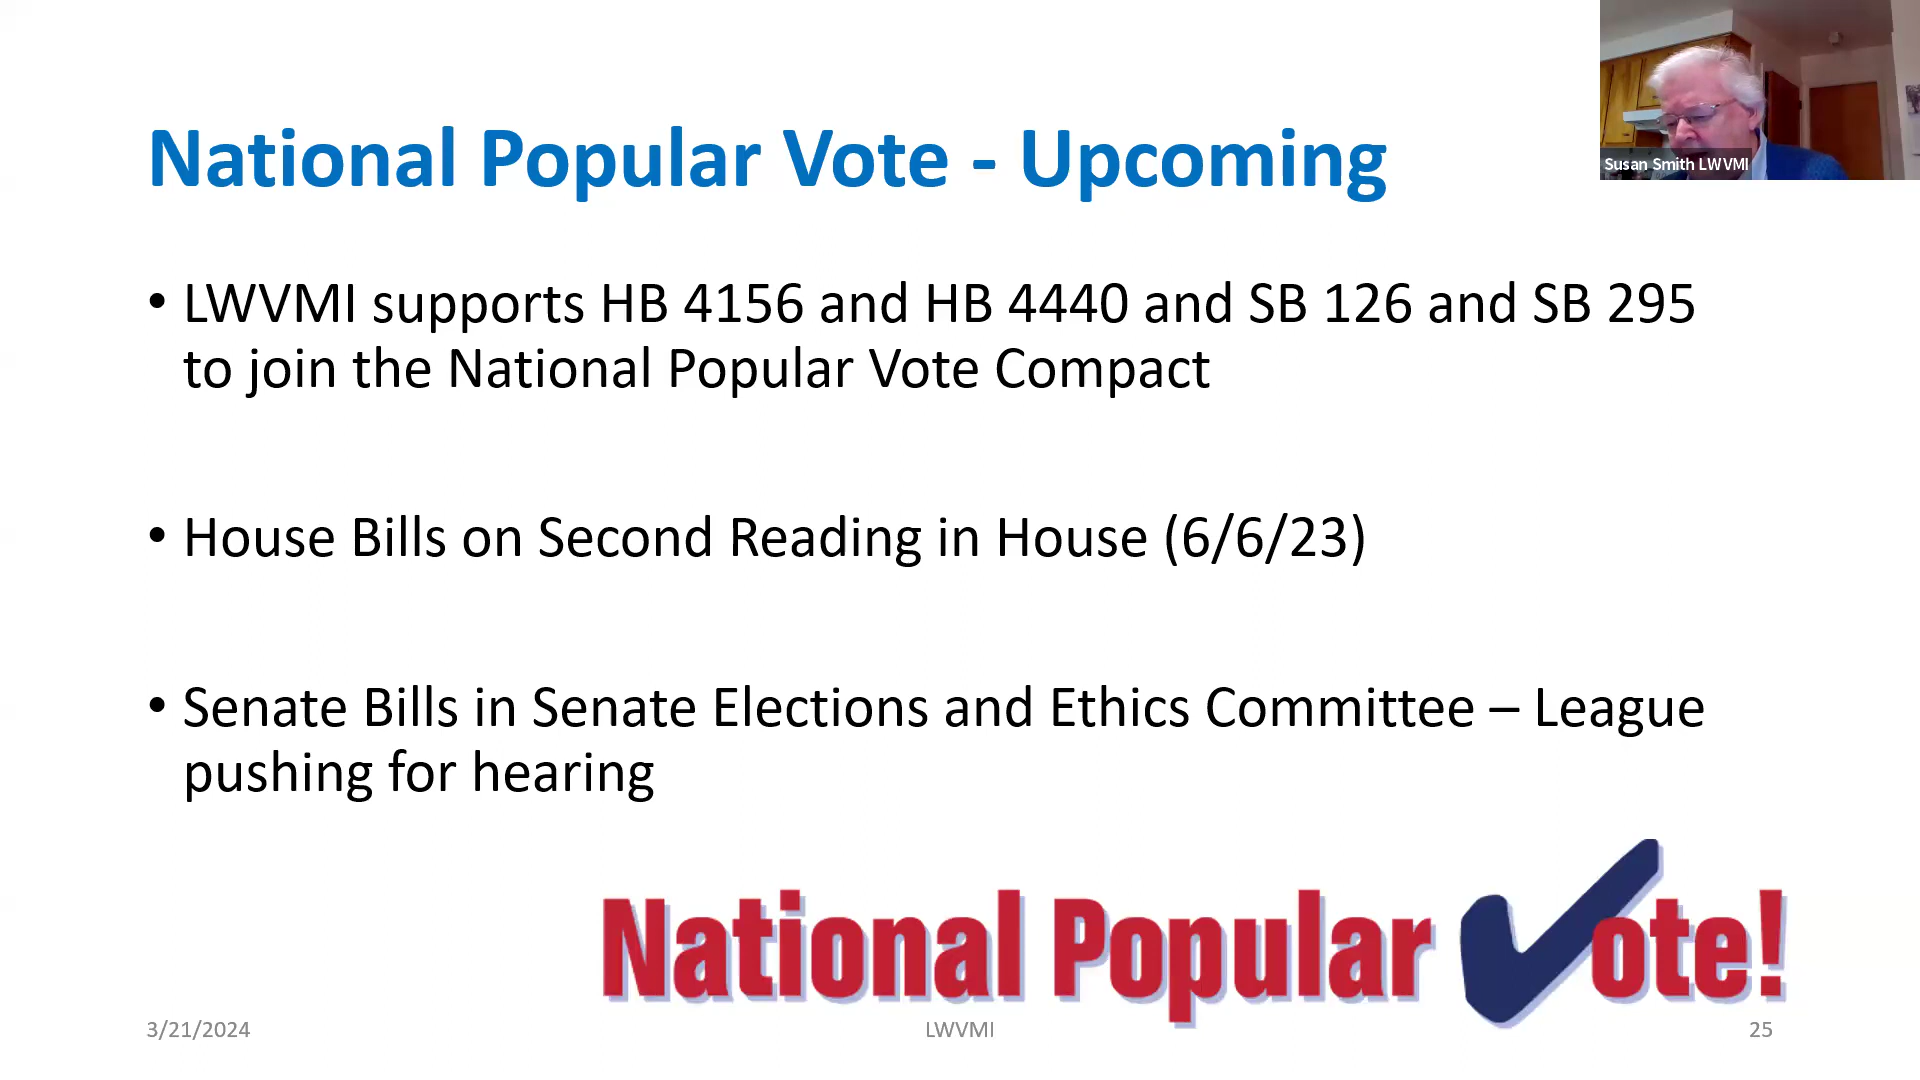 Susan Smith LWVMI
National Popular Vote - Upcoming
• LWVMI supports HB 4156 and HB 4440 and SB 126 and SB 295
to join the National Popular Vote Compact
• House Bills on Second Reading in House (6/6/23)
• Senate Bills in Senate Elections and Ethics Committee – League
pushing for hearing
National Popular Vote!
3/21/2024
LWVMI
25